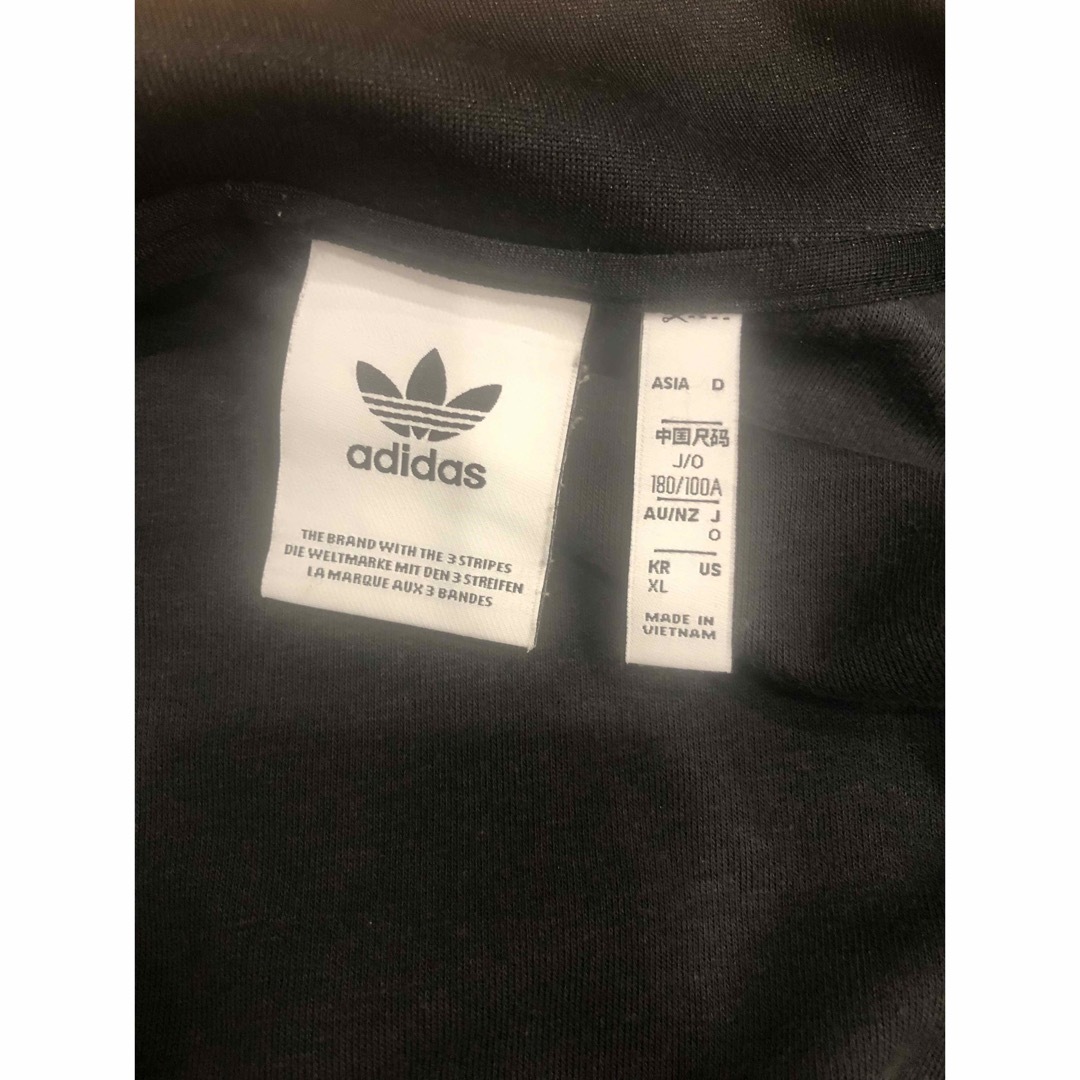 adidas
THE BRAND WITH THE 3 STRIPES
DIE WELTMARKE MIT DEN 3 STREIFEN
LA MARQUE AUX 3 BANDES
ASIA D
中国尺码
J/O
180/100A
AU/NZ J
O
KR US
XL
MADE IN
VIETNAM